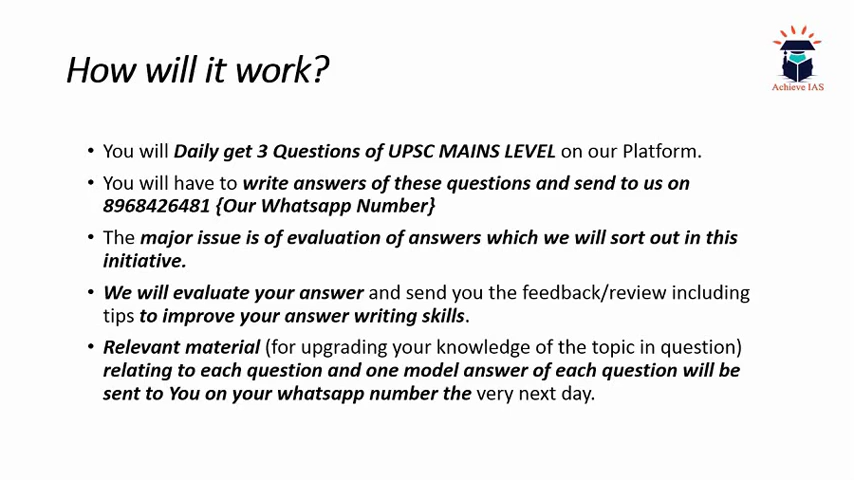 How will it work?
Achieve IAS
• You will Daily get 3 Questions of UPSC MAINS LEVEL on our Platform.
• You will have to write answers of these questions and send to us on
8968426481 {Our Whatsapp Number}
• The major issue is of evaluation of answers which we will sort out in this
initiative.
• We will evaluate your answer and send you the feedback/review including
tips to improve your answer writing skills.
• Relevant material (for upgrading your knowledge of the topic in question)
relating to each question and one model answer of each question will be
sent to You on your whatsapp number the very next day.